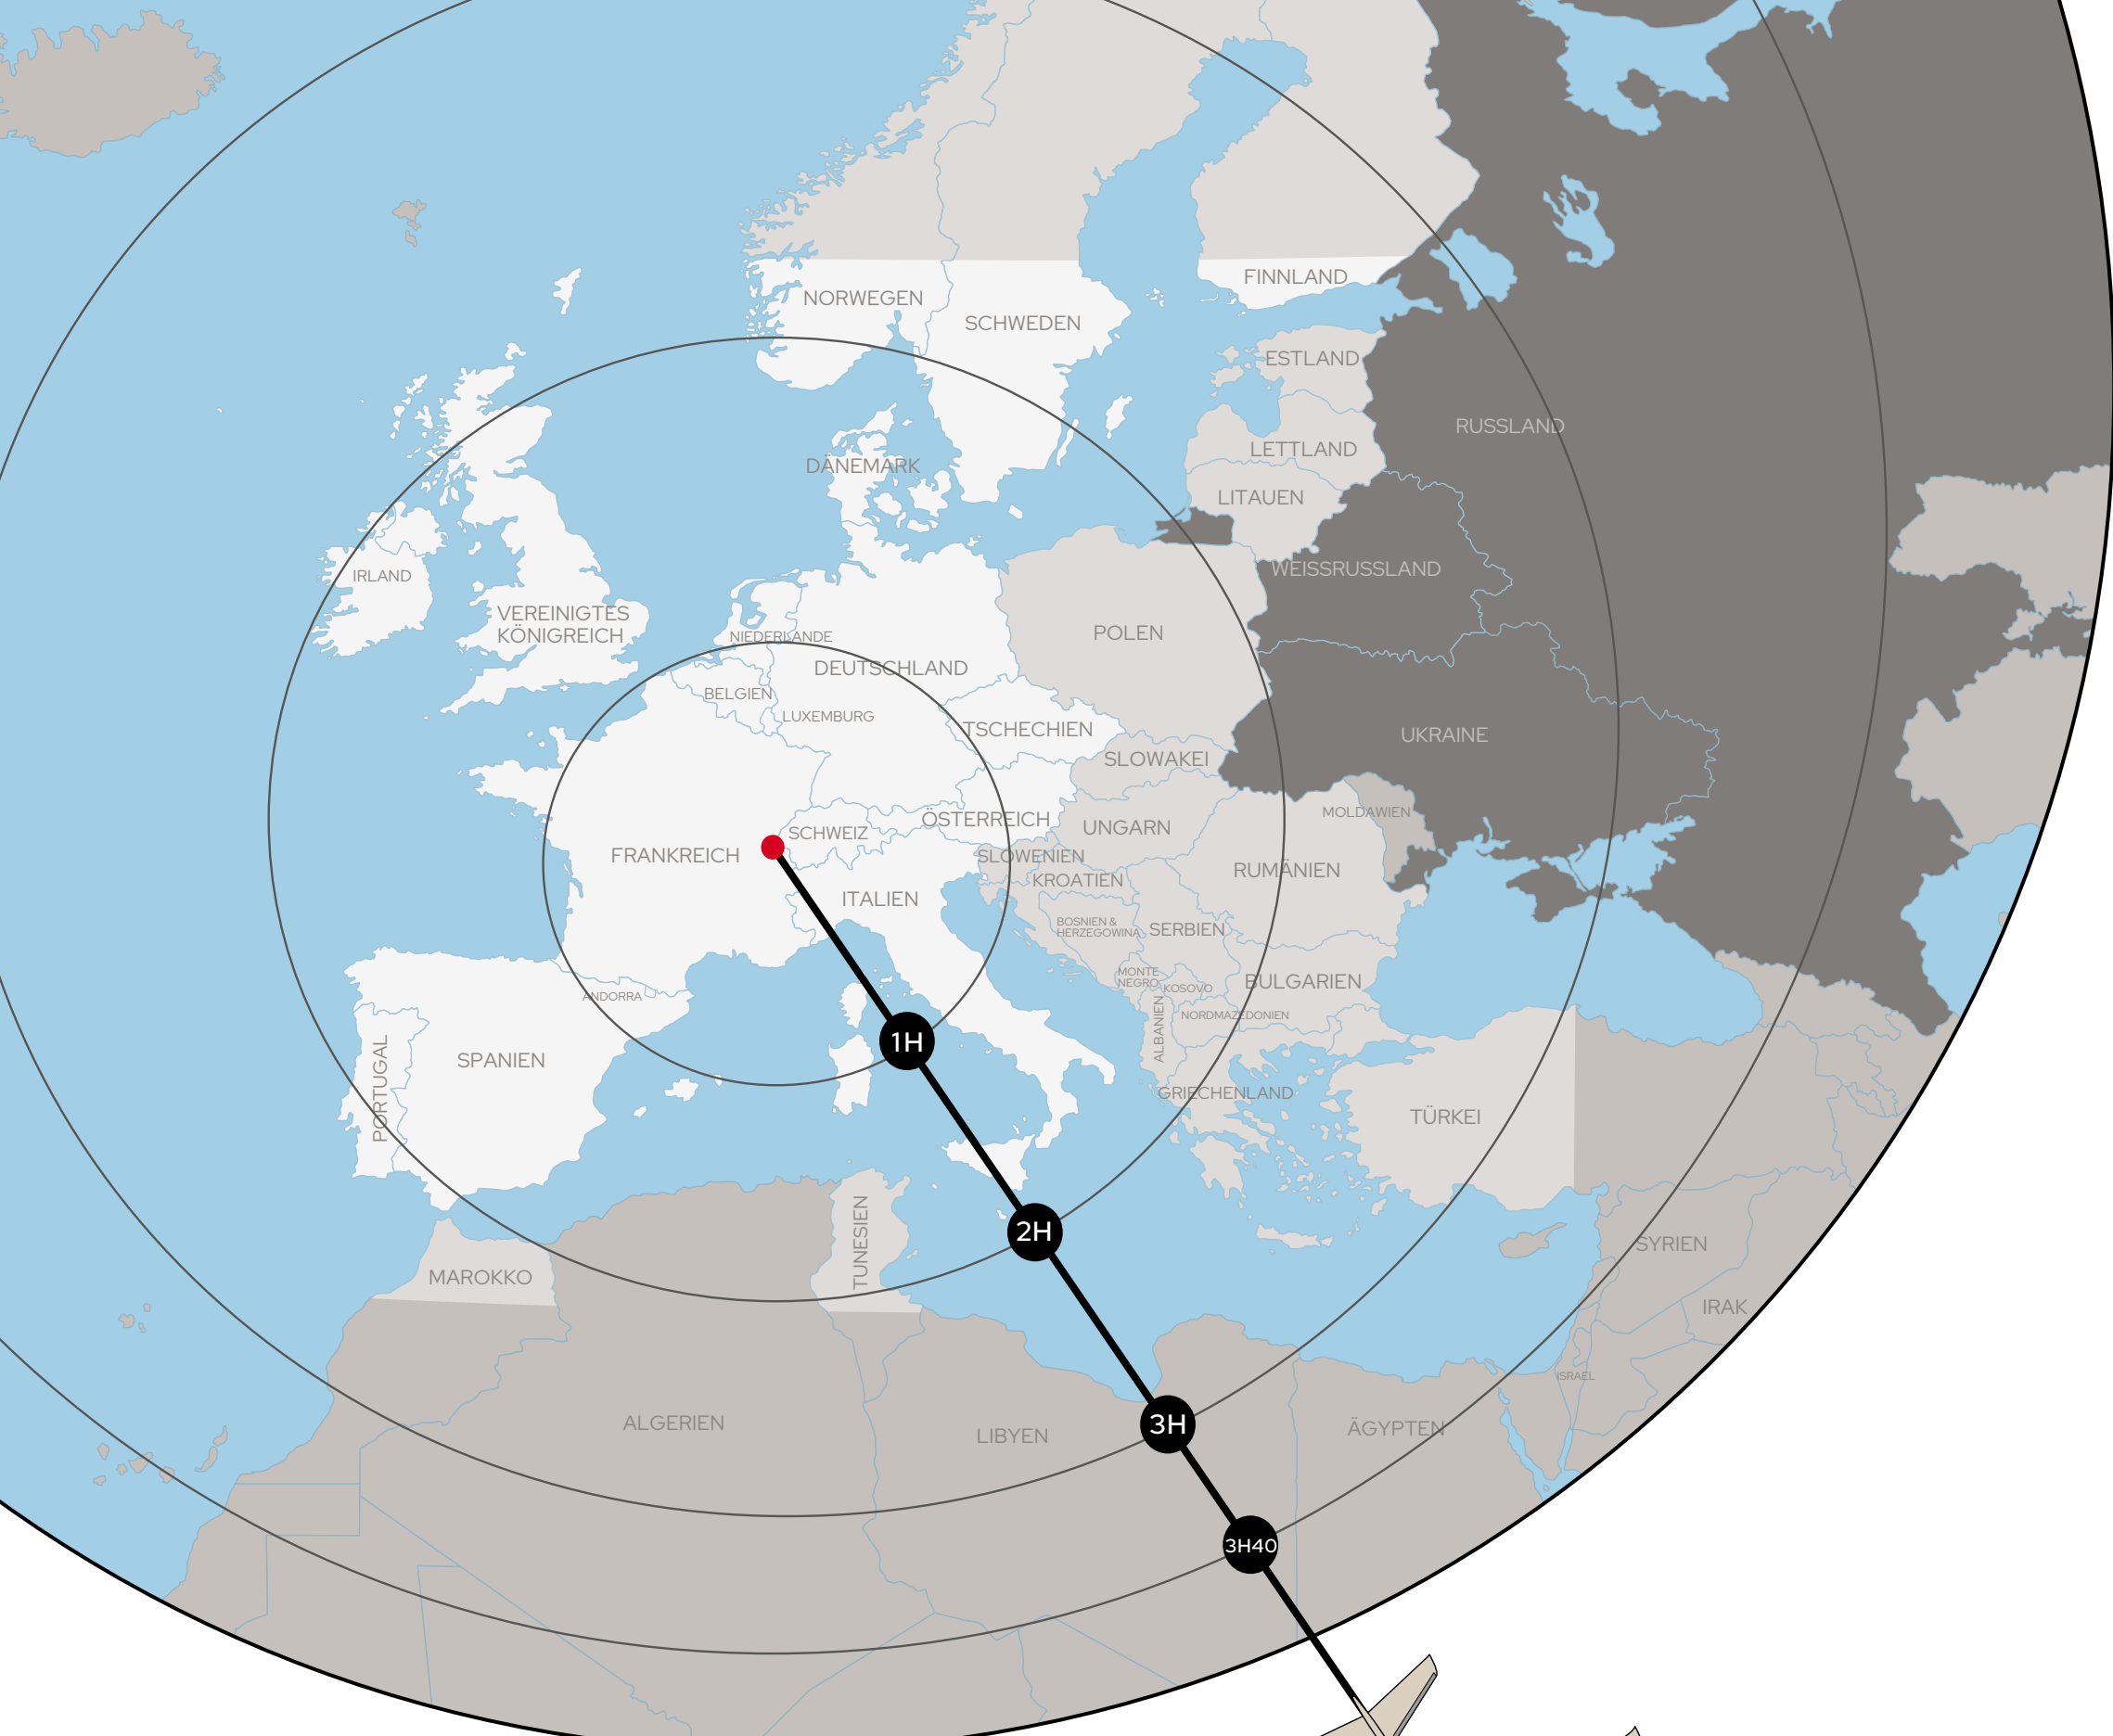 FINNLAND
NORWEGEN
SCHWEDEN
ESTLAND
RUSSLAND
LETTLAND
DÄNEMARK
LITAUEN
WEISSRUSSLAND
IRLAND
VEREINIGTES
KÖNIGREICH
NIEDERLANDE
POLEN
DEUTSCHLAND
BELGIEN
LUXEMBURG
TSCHECHIEN
UKRAINE
SLOWAKEI
MOLDAWIEN
ÖSTERREICH
UNGARN
SCHWEIZ
FRANKREICH
SLOWENIEN
RUMÄNIEN
KROATIEN
ITALIEN
BOSNIEN &
HERZEGOWINA
SERBIEN
MONTE
NEGRO
KOSOVO
BULGARIEN
ANDORRA
NORDMAZEDONIEN
ALBANIEN
1H
SPANIEN
PORTUGAL
GRIECHENLAND
TÜRKEI
2H
TUNESIEN
SYRIEN
MAROKKO
IRAK
ISRAEL
ALGERIEN
3H
ÄGYPTEN
LIBYEN
3H40